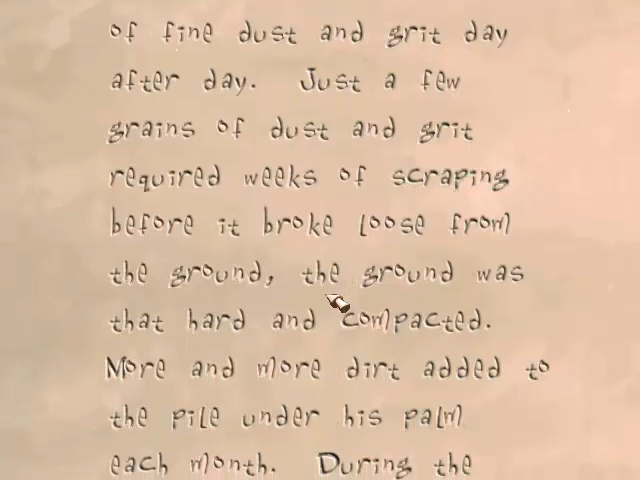 of fine dust and grit day
after day. Just a few
grains of dust and grit
required weeks of scraping
before it broke loose from
the ground, the ground was
that hard and compacted.
More and more dirt added to
the pile under his palm
each month. During the